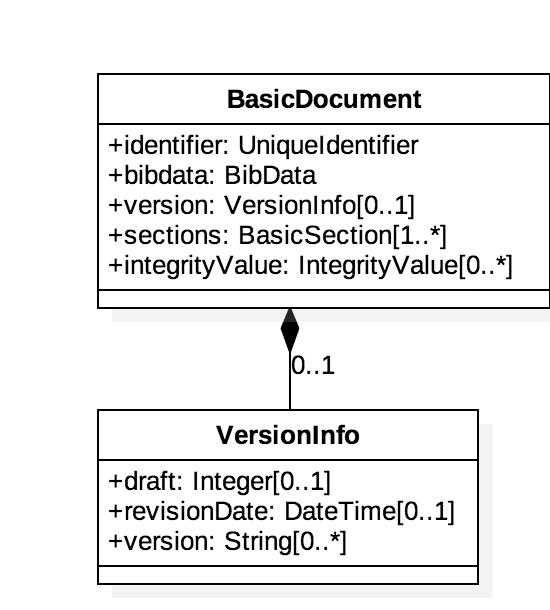 BasicDocument
+identifier: UniqueIdentifier
+bibdata: BibData
+version: VersionInfo[0..1]
+sections: BasicSection[1..*]
+integrityValue: IntegrityValue[0..*]
0..1
VersionInfo
+draft: Integer[0..1]
+revisionDate: DateTime[0..1]
+version: String[0..*]